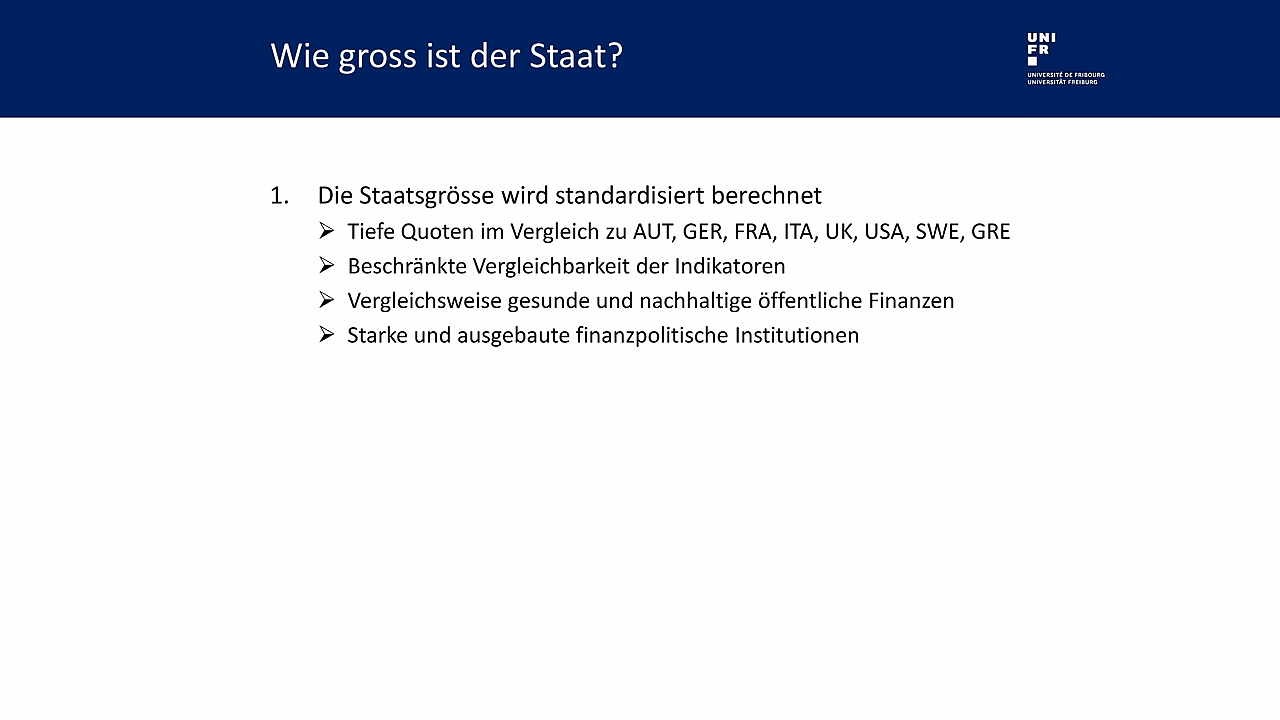 Wie gross ist der Staat?
UNI
FR
UNIVERSITÉ DE FRIBOURG
UNIVERSITÄT FREIBURG
1. Die Staatsgrösse wird standardisiert berechnet
Tiefe Quoten im Vergleich zu AUT, GER, FRA, ITA, UK, USA, SWE, GRE
Beschränkte Vergleichbarkeit der Indikatoren
Vergleichsweise gesunde und nachhaltige öffentliche Finanzen
Starke und ausgebaute finanzpolitische Institutionen